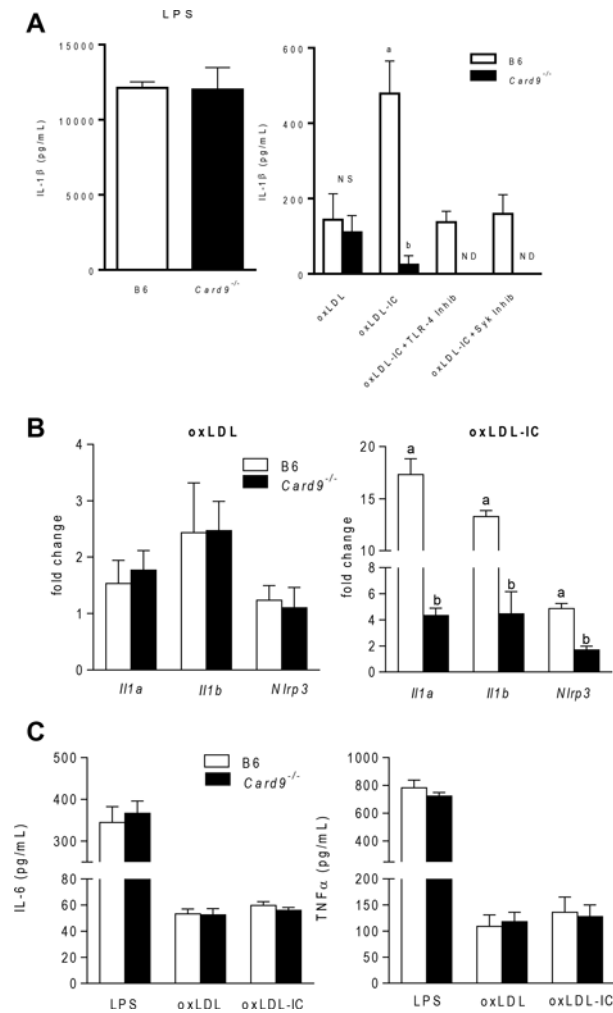 A
LPS
IL-1β (pg/mL)
15000
10000
5000
0
B6
Card9-/-
IL-1β (pg/mL)
600
400
200
0
a
NS
b
ND
ND
B6
Card9-/-
oxLDL
oxLDL-IC
oxLDL-IC+TLR-4 Inhib
oxLDL-IC+Syk Inhib
B
oxLDL
fold change
4
3
2
1
0
B6
Card9-/-
Il1a
Il1b
Nlrp3
oxLDL-IC
fold change
20
15
10
6
4
2
0
a
b
a
b
a
b
Il1a
Il1b
Nlrp3
C
IL-6 (pg/mL)
500
400
300
80
60
40
20
0
B6
Card9-/-
LPS
oxLDL
oxLDL-IC
TNFα (pg/mL)
1000
800
600
400
200
150
100
50
0
LPS
oxLDL
oxLDL-IC